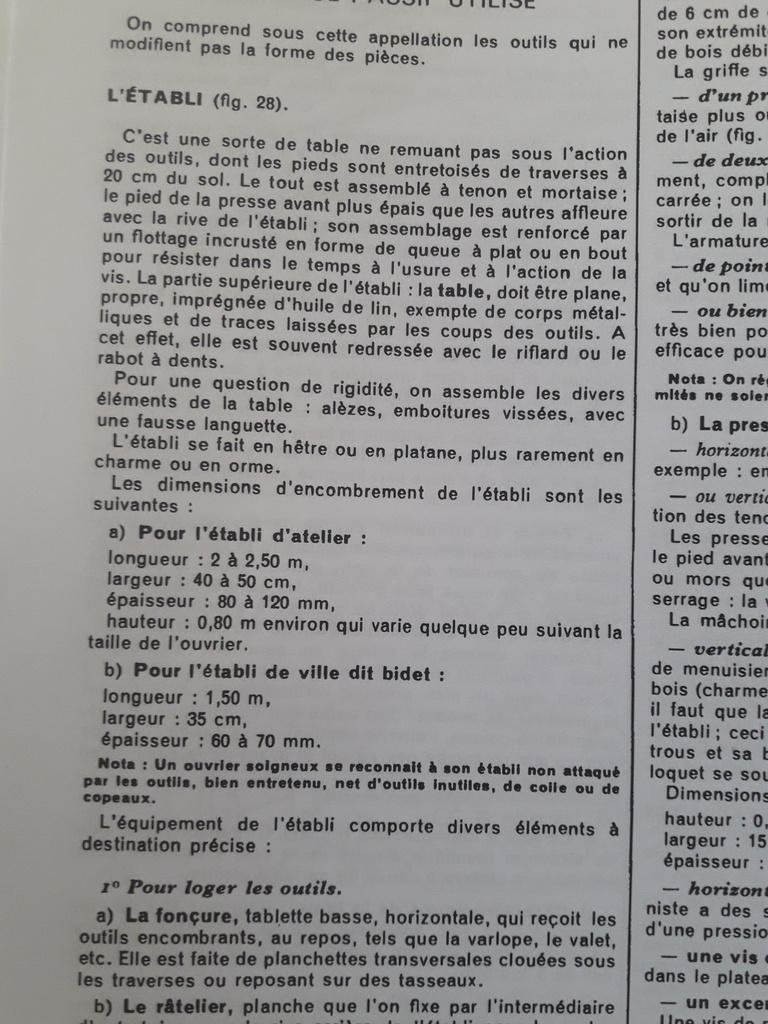 UTILISÉ
On comprend sous cette appellation les outils qui ne
modifient pas la forme des pièces.
L'ÉTABLI (fig. 28).
C'est une sorte de table ne remuant pas sous l'action
des outils, dont les pieds sont entretoisés de traverses à
20 cm du sol. Le tout est assemblé à tenon et mortaise ;
le pied de la presse avant plus épais que les autres affleure
avec la rive de l'établi ; son assemblage est renforcé par
un flottage incrusté en forme de queue à plat ou en bout
pour résister dans le temps à l'usure et à l'action de la
vis. La partie supérieure de l'établi : la table, doit être plane,
propre, imprégnée d'huile de lin, exempte de corps métal-
liques et de traces laissées par les coups des outils. A
cet effet, elle est souvent redressée avec le riflard ou le
rabot à dents.
Pour une question de rigidité, on assemble les divers
éléments de la table : alèzes, emboitures vissées, avec
une fausse languette.
L'établi se fait en hêtre ou en platane, plus rarement en
charme ou en orme.
Les dimensions d'encombrement de l'établi sont les
suivantes :
a) Pour l'établi d'atelier :
longueur : 2 à 2,50 m,
largeur : 40 à 50 cm,
épaisseur : 80 à 120 mm,
hauteur : 0,80 m environ qui varie quelque peu suivant la
taille de l'ouvrier.
b) Pour l'établi de ville dit bidet :
longueur : 1,50 m,
largeur : 35 cm,
épaisseur : 60 à 70 mm.
Nota : Un ouvrier soigneux se reconnait à son établi non attaqué
par les outils, bien entretenu, net d'outils inutiles, de colle ou de
copeaux.
L'équipement de l'établi comporte divers éléments à
destination précise :
1º Pour loger les outils.
a) La fonçure, tablette basse, horizontale, qui reçoit les
outils encombrants, au repos, tels que la varlope, le valet,
etc. Elle est faite de planchettes transversales clouées sous
les traverses ou reposant sur des tasseaux.
b) Le râtelier, planche que l'on fixe par l'intermédiaire
de 6 cm de
son extrémit
de bois débi
La griffe s
— d'un pr
taise plus o
de l'air (fig.
— de deux
ment, compl
carrée ; on l
sortir de la
L'armature
— de point
et qu'on lim
— ou bien
très bien po
efficace pou
Nota : On rè
mités ne soien
b) La pres
— horizont
exemple : en
— ou vertic
tion des tend
Les presse
le pied avant
ou mors que
serrage : la v
La mâchoir
— vertical
de menuisier
bois (charme
il faut que la
l'établi ; ceci
trous et sa b
loquet se sou
Dimensions
hauteur : 0,
largeur : 15
épaisseur :
— horizont
niste a des s
d'une pressio
— une vis
dans le platea
— un excen
Une vis de